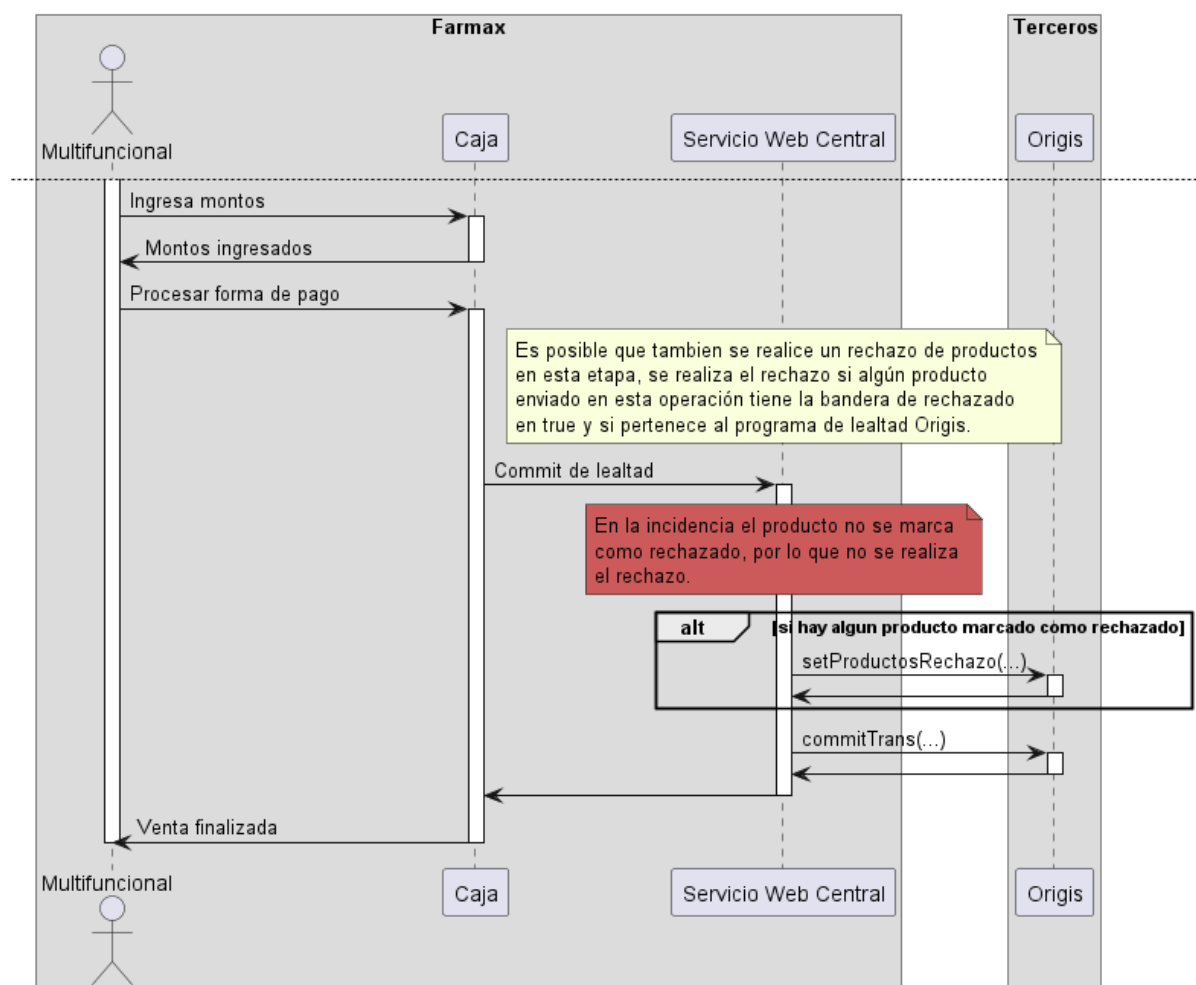 Farmax
Terceros
Multifuncional
Caja
Servicio Web Central
Origis
Ingresa montos
Montos ingresados
Procesar forma de pago
Es posible que tambien se realice un rechazo de productos
en esta etapa, se realiza el rechazo si algún producto
enviado en esta operación tiene la bandera de rechazado
en true y si pertenece al programa de lealtad Origis.
Commit de lealtad
En la incidencia el producto no se marca
como rechazado, por lo que no se realiza
el rechazo.
alt
[si hay algun producto marcado como rechazado]
setProductosRechazo(...)
commitTrans(...)
Venta finalizada
Multifuncional
Caja
Servicio Web Central
Origis